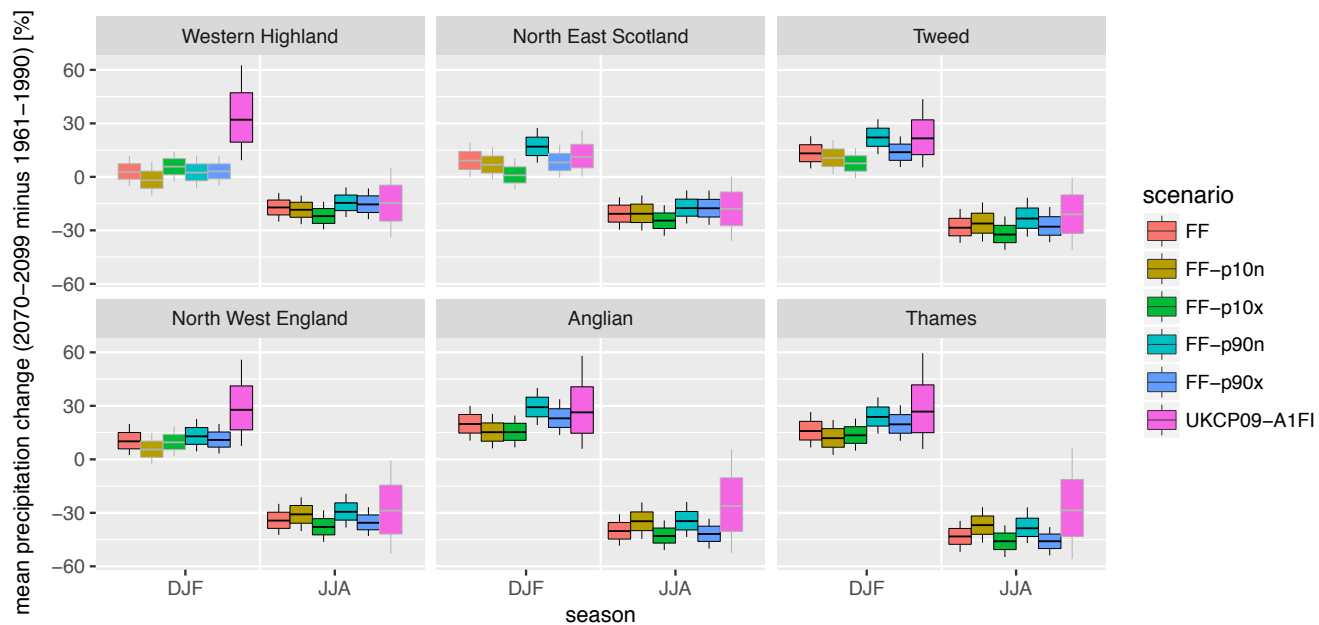 mean precipitation change (2070−2099 minus 1961−1990) [%]
Western Highland
North East Scotland
Tweed
60
30
0
−30
−60
North West England
Anglian
Thames
60
30
0
−30
−60
DJF
JJA
DJF
JJA
DJF
JJA
season
scenario
FF
FF−p10n
FF−p10x
FF−p90n
FF−p90x
UKCP09−A1FI